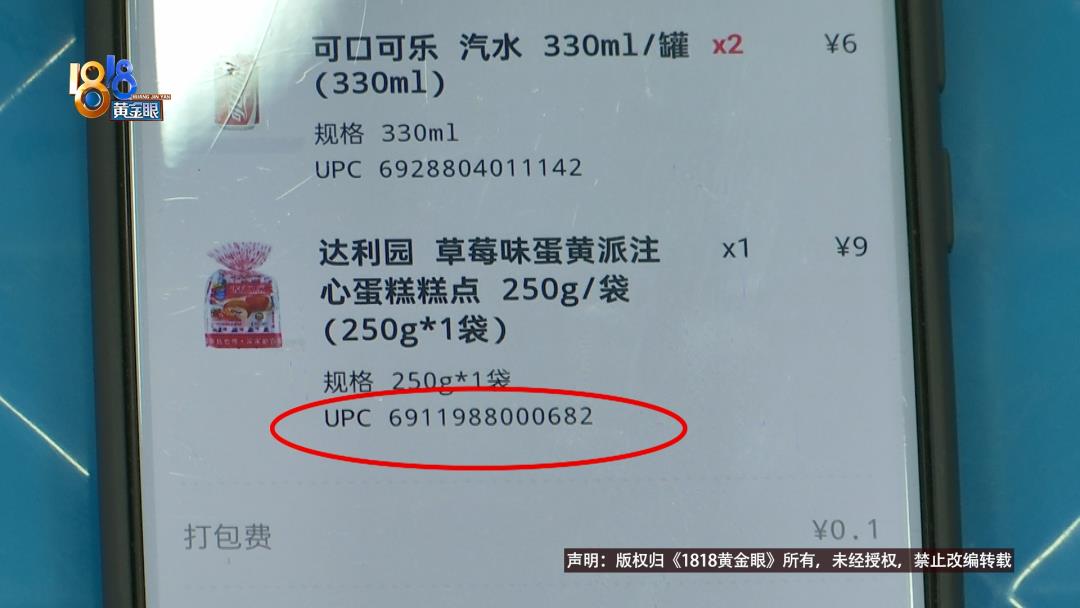 1818
HUANG JIN YAN
黄金眼
可口可乐 汽水 330ml/罐 x2 ¥6
(330ml)
规格 330ml
UPC 6928804011142
达利园 草莓味蛋黄派注 x1 ¥9
心蛋糕糕点 250g/袋
(250g*1袋)
规格 250g*1袋
UPC 6911988000682
打包费 ¥0.1
声明：版权归《1818黄金眼》所有，未经授权，禁止改编转载